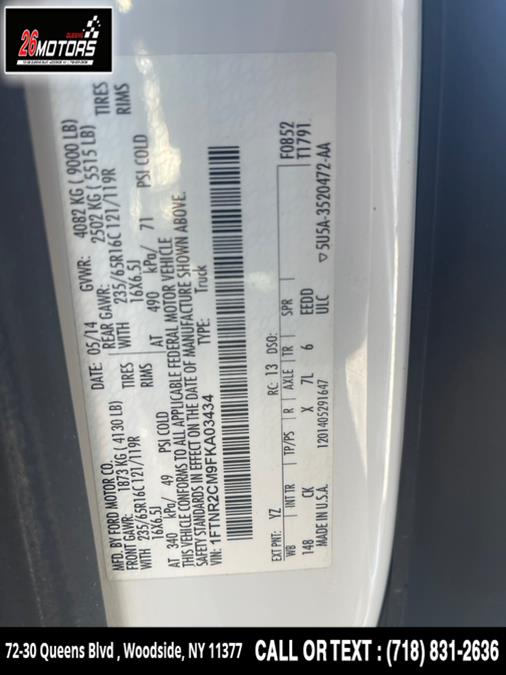 QUEENS
26MOTORS
MFD. BY FORD MOTOR CO.
DATE: 05/14 GVWR: 4082 KG ( 9000 LB)
FRONT GAWR: 1873 KG ( 4130 LB) REAR GAWR: 2502 KG ( 5515 LB)
WITH 235/65R16C 121/119R TIRES WITH 235/65R16C 121/119R TIRES
16X6.5J RIMS 16X6.5J RIMS
AT 340 kPa/ 49 PSI COLD AT 490 kPa/ 71 PSI COLD
THIS VEHICLE CONFORMS TO ALL APPLICABLE FEDERAL MOTOR VEHICLE
SAFETY STANDARDS IN EFFECT ON THE DATE OF MANUFACTURE SHOWN ABOVE.
VIN: 1FTNR2CM9FKA03434 TYPE: Truck
F0852
T1791
EXT PNT: YZ RC: 13 DSO:
WB INT TR TP/PS R AXLE TR SPR
148 CK X 7L 6 EEDD
MADE IN U.S.A. 1201405291647 ULC
▽ 5U5A-3520472-AA
72-30 Queens Blvd , Woodside, NY 11377 CALL OR TEXT : (718) 831-2636